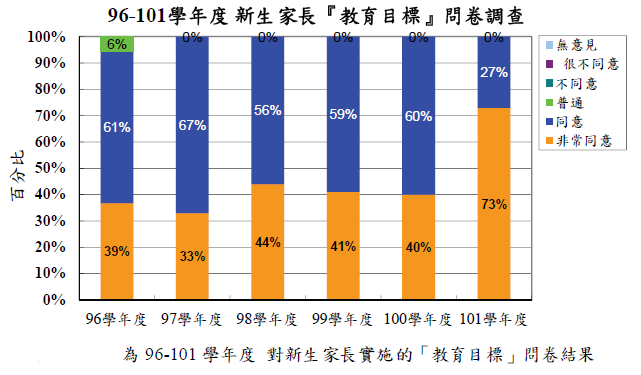 96-101學年度 新生家長『教育目標』問卷調查
百分比
100%
90%
80%
70%
60%
50%
40%
30%
20%
10%
0%
6% 0% 0% 0% 0% 0%
61% 67% 56% 59% 60% 27%
39% 33% 44% 41% 40% 73%
96學年度 97學年度 98學年度 99學年度 100學年度 101學年度
無意見
很不同意
不同意
普通
同意
非常同意
為 96-101 學年度 對新生家長實施的「教育目標」問卷結果